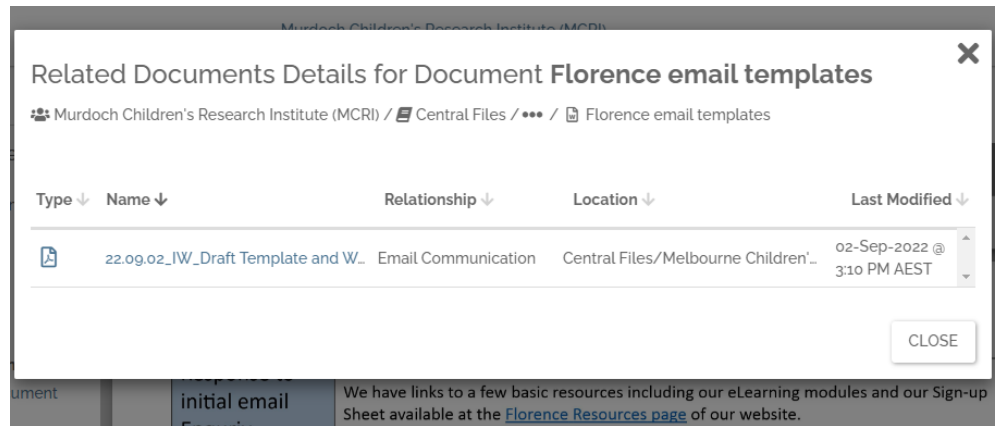 Murdoch Children's Research Institute (MCRI)
Related Documents Details for Document Florence email templates
Murdoch Children's Research Institute (MCRI) / Central Files / ••• / Florence email templates
Type Name Relationship Location Last Modified
22.09.02_IW_Draft Template and W... Email Communication Central Files/Melbourne Children'... 02-Sep-2022 @
3:10 PM AEST
CLOSE
ument
initial email
We have links to a few basic resources including our eLearning modules and our Sign-up
Sheet available at the Florence Resources page of our website.